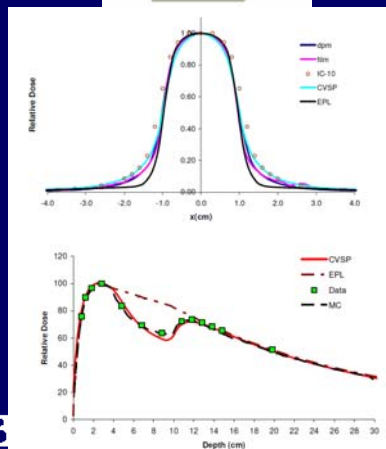 1.00
0.80
0.60
0.40
0.20
0.00
Relative Dose
-4.0 -3.0 -2.0 -1.0 0.0 1.0 2.0 3.0 4.0
x(cm)
dpm
film
IC-10
CVSP
EPL
120
100
80
60
40
20
0
Relative Dose
0 2 4 6 8 10 12 14 16 18 20 22 24 26 28 30
Depth (cm)
CVSP
EPL
Data
MC